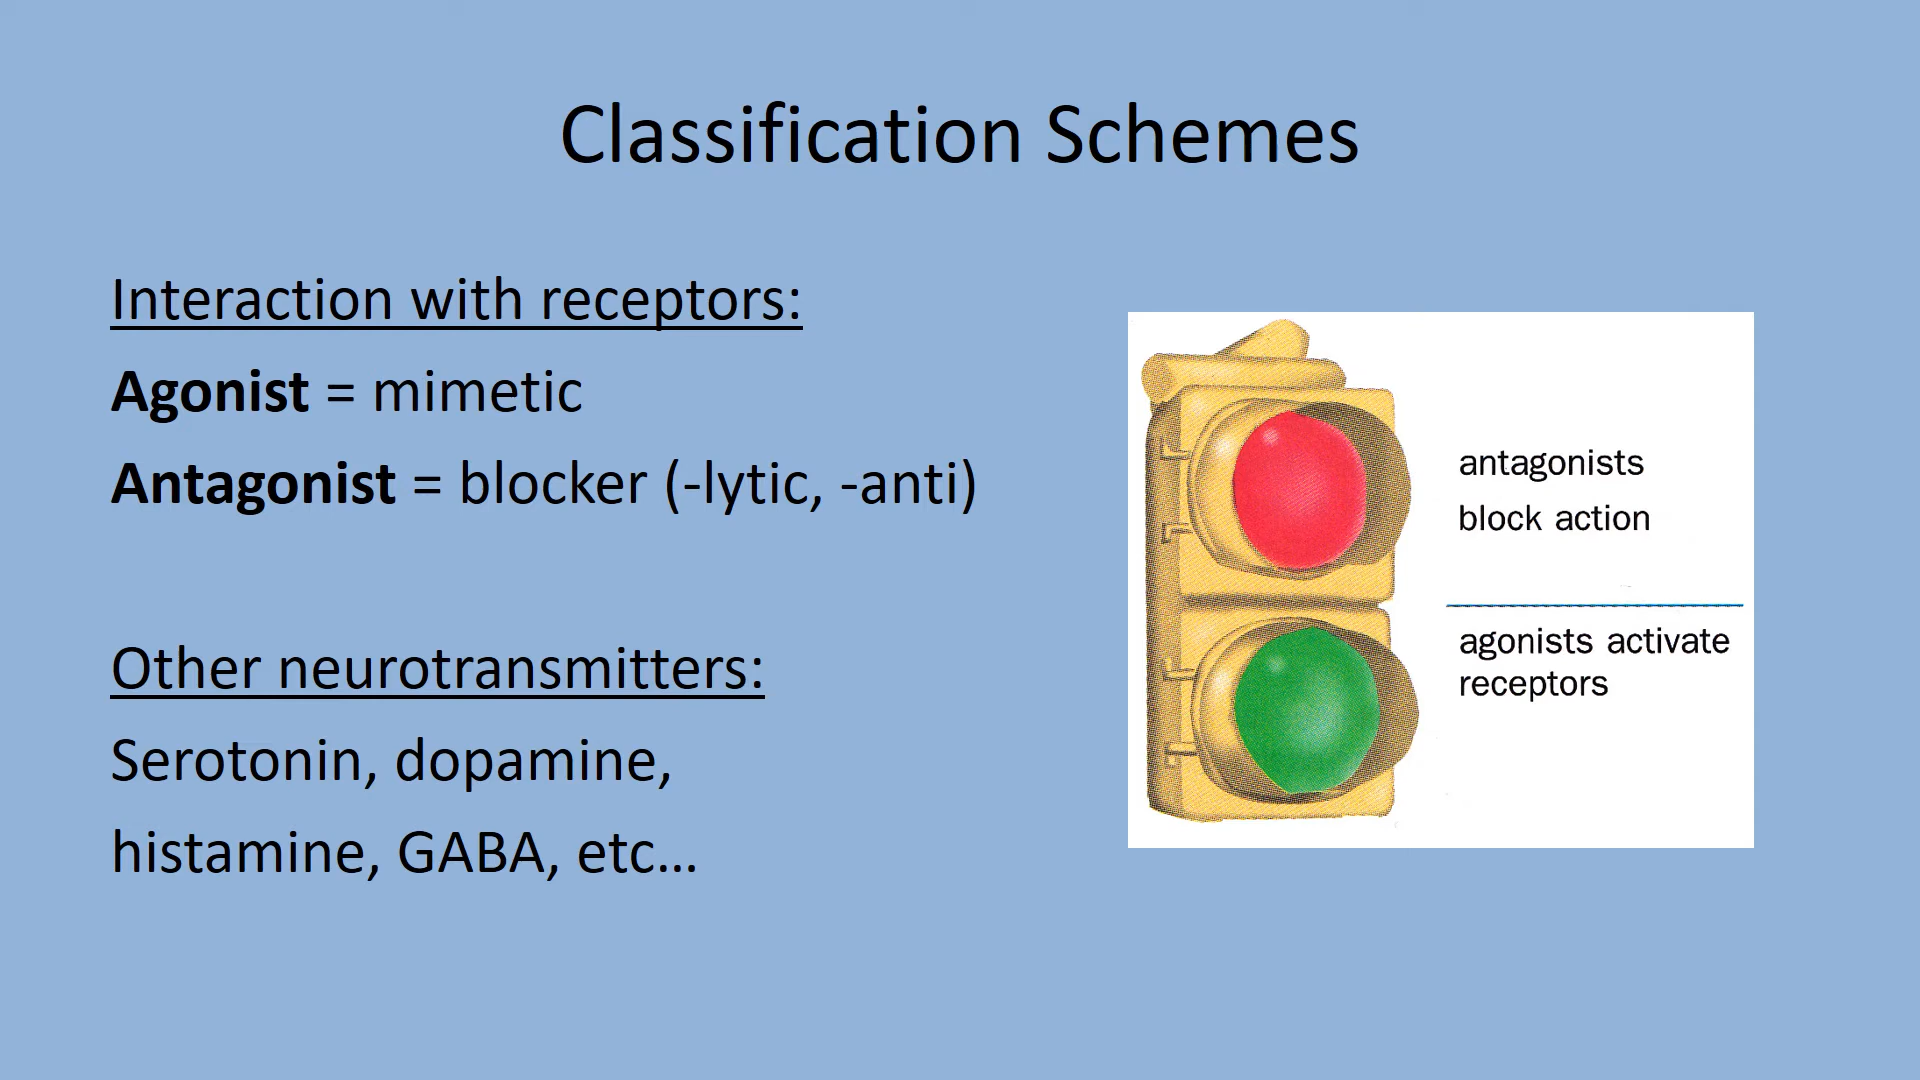 Classification Schemes
Interaction with receptors:
Agonist = mimetic
Antagonist = blocker (-lytic, -anti)
Other neurotransmitters:
Serotonin, dopamine,
histamine, GABA, etc…
antagonists
block action
agonists activate
receptors